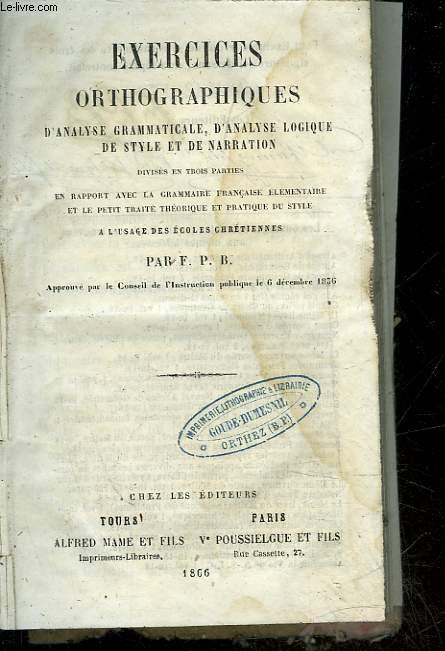 EXERCICES
ORTHOGRAPHIQUES
D'ANALYSE GRAMMATICALE, D'ANALYSE LOGIQUE
DE STYLE ET DE NARRATION
DIVISÉS EN TROIS PARTIES
EN RAPPORT AVEC LA GRAMMAIRE FRANÇAISE ELEMENTAIRE
ET LE PETIT TRAITÉ THÉORIQUE ET PRATIQUE DU STYLE
A L'USAGE DES ÉCOLES CHRÉTIENNES
PAR F. P. B.
Approuvé par le Conseil de l'Instruction publique le 6 décembre 1836
IMPRIMERIE, LITHOGRAPHIE & LIBRAIRIE
GOUDE-DUMESNIL
ORTHEZ (B.P.)
CHEZ LES ÉDITEURS
TOURS
ALFRED MAME ET FILS
Imprimeurs-Libraires.
PARIS
Ve POUSSIELGUE ET FILS
Rue Cassette, 27.
1866
© le-livre.com